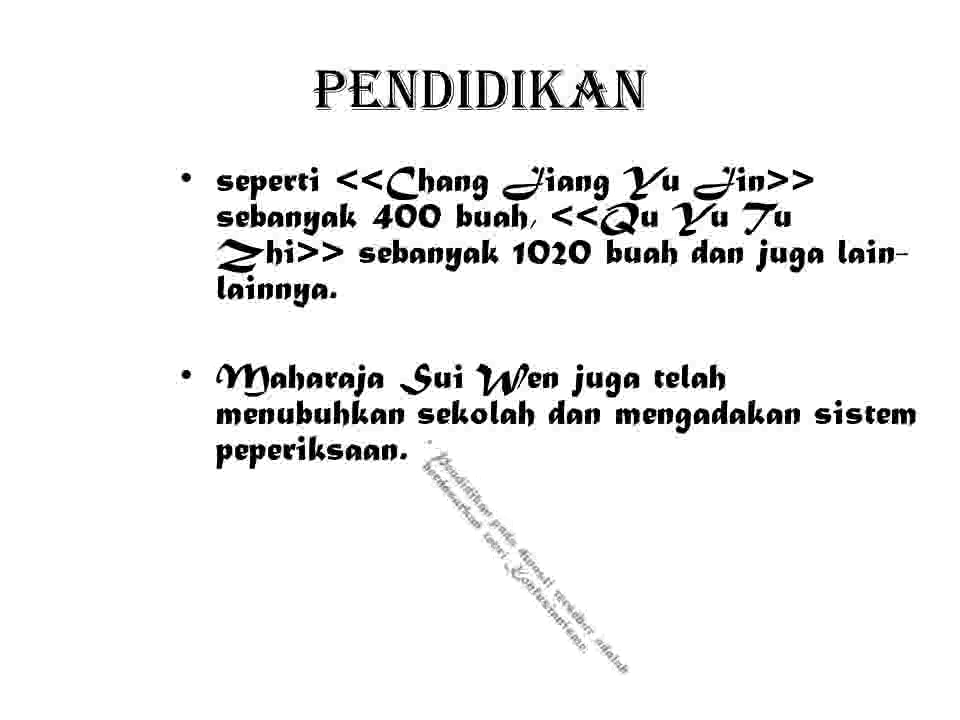 PENDIDIKAN
• seperti <<Chang Jiang Yu Jin>>
sebanyak 400 buah, <<Qu Yu Tu
Zhi>> sebanyak 1020 buah dan juga lain-
lainnya.
• Maharaja Sui Wen juga telah
menubuhkan sekolah dan mengadakan sistem
peperiksaan.
• Pendidikan pada dinasti tersebut adalah
berdasarkan teori Konfusianisme.